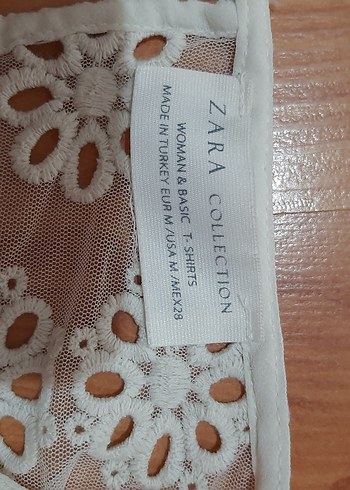 ZARA COLLECTION
WOMAN & BASIC T- SHIRTS
MADE IN TURKEY EUR M /USA M /MEX28